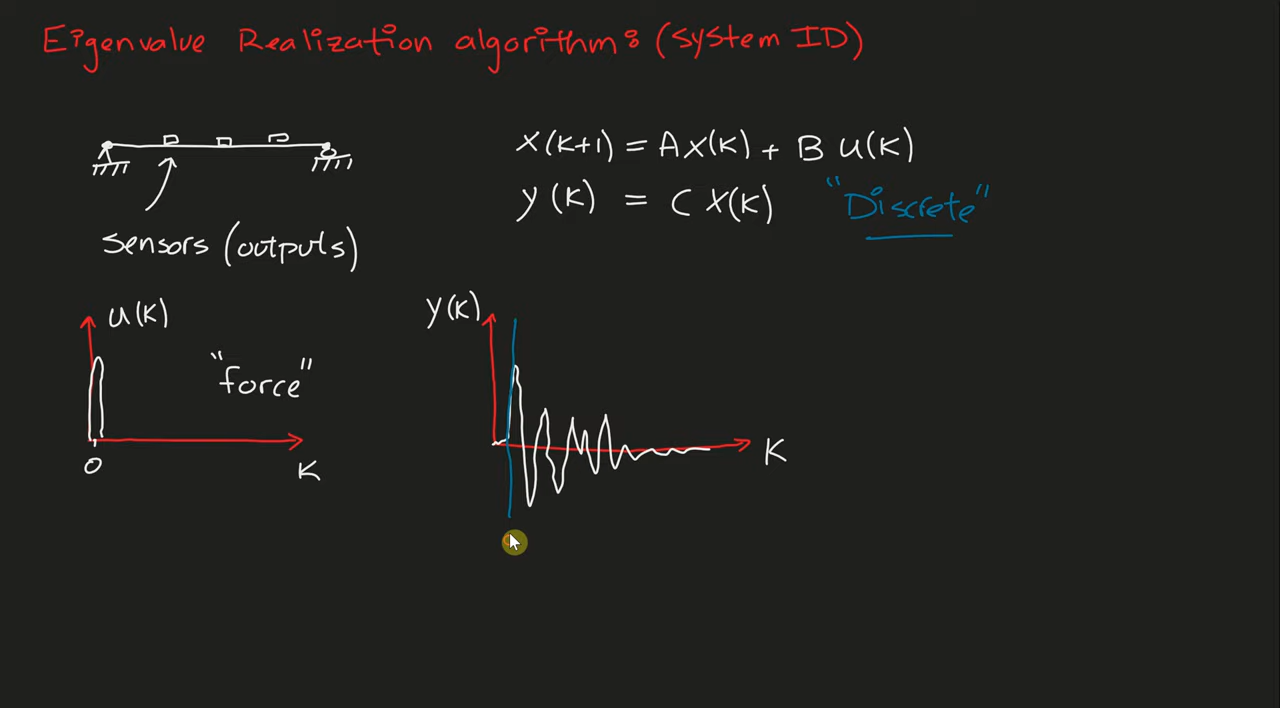 Eigenvalue Realization algorithm: (System ID)
x(k+1) = Ax(k) + B u(k)
y(k) = C x(k) "Discrete"
sensors (outputs)
u(k)
"force"
0
K
y(k)
K